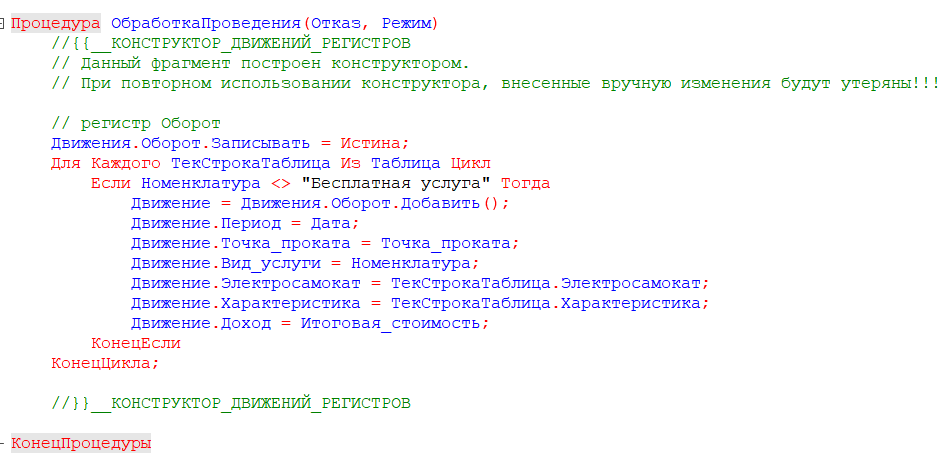 Процедура ОбработкаПроведения(Отказ, Режим)
//{{__КОНСТРУКТОР_ДВИЖЕНИЙ_РЕГИСТРОВ
// Данный фрагмент построен конструктором.
// При повторном использовании конструктора, внесенные вручную изменения будут утеряны!!!
// регистр Оборот
Движения.Оборот.Записывать = Истина;
Для Каждого ТекСтрокаТаблица Из Таблица Цикл
Если Номенклатура <> "Бесплатная услуга" Тогда
Движение = Движения.Оборот.Добавить();
Движение.Период = Дата;
Движение.Точка_проката = Точка_проката;
Движение.Вид_услуги = Номенклатура;
Движение.Электросамокат = ТекСтрокаТаблица.Электросамокат;
Движение.Характеристика = ТекСтрокаТаблица.Характеристика;
Движение.Доход = Итоговая_стоимость;
КонецЕсли
КонецЦикла;
//}}__КОНСТРУКТОР_ДВИЖЕНИЙ_РЕГИСТРОВ
КонецПроцедуры